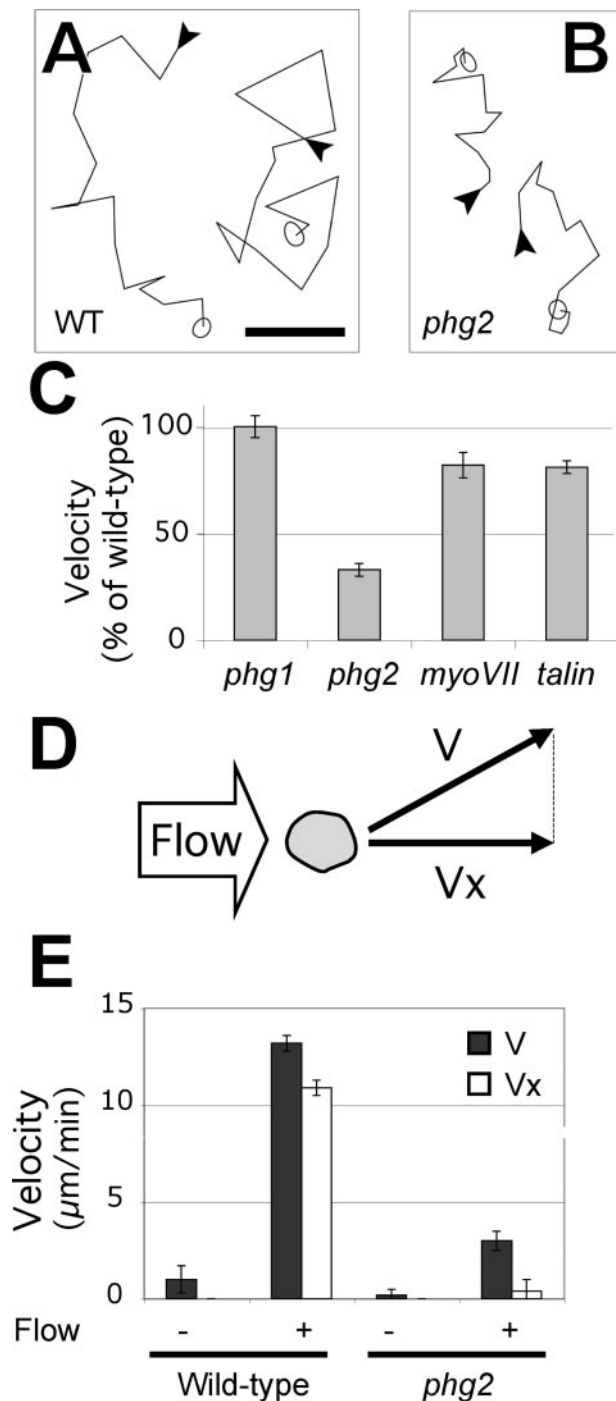 A
WT
B
phg2
C
Velocity
(% of wild-type)
100
50
0
phg1 phg2 myoVII talin
D
Flow
V
Vx
E
Velocity
(µm/min)
15
10
5
0
V
Vx
Flow - + - +
Wild-type phg2